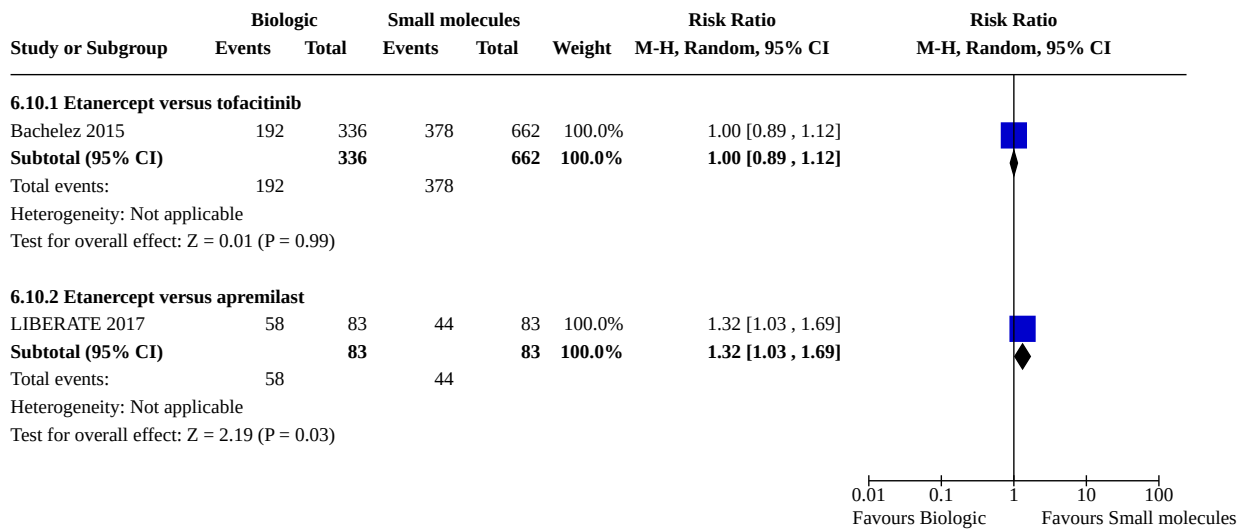 Biologic Small molecules Risk Ratio Risk Ratio
Study or Subgroup Events Total Events Total Weight M-H, Random, 95% CI M-H, Random, 95% CI
6.10.1 Etanercept versus tofacitinib
Bachelez 2015 192 336 378 662 100.0% 1.00 [0.89 , 1.12]
Subtotal (95% CI) 336 662 100.0% 1.00 [0.89 , 1.12]
Total events: 192 378
Heterogeneity: Not applicable
Test for overall effect: Z = 0.01 (P = 0.99)
6.10.2 Etanercept versus apremilast
LIBERATE 2017 58 83 44 83 100.0% 1.32 [1.03 , 1.69]
Subtotal (95% CI) 83 83 100.0% 1.32 [1.03 , 1.69]
Total events: 58 44
Heterogeneity: Not applicable
Test for overall effect: Z = 2.19 (P = 0.03)
0.01 0.1 1 10 100
Favours Biologic Favours Small molecules